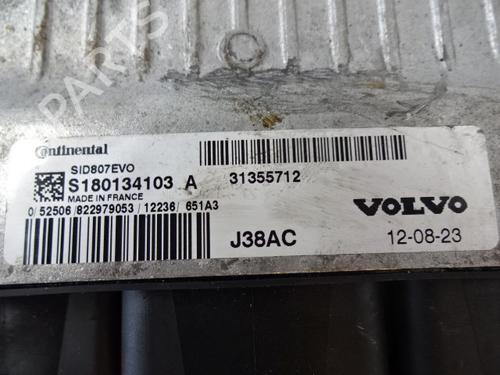 Continental
SID807EVO
S180134103 A
MADE IN FRANCE
0/52506/822979053/12236/651A3
31355712
VOLVO
J38AC
12-08-23
B-PARTS